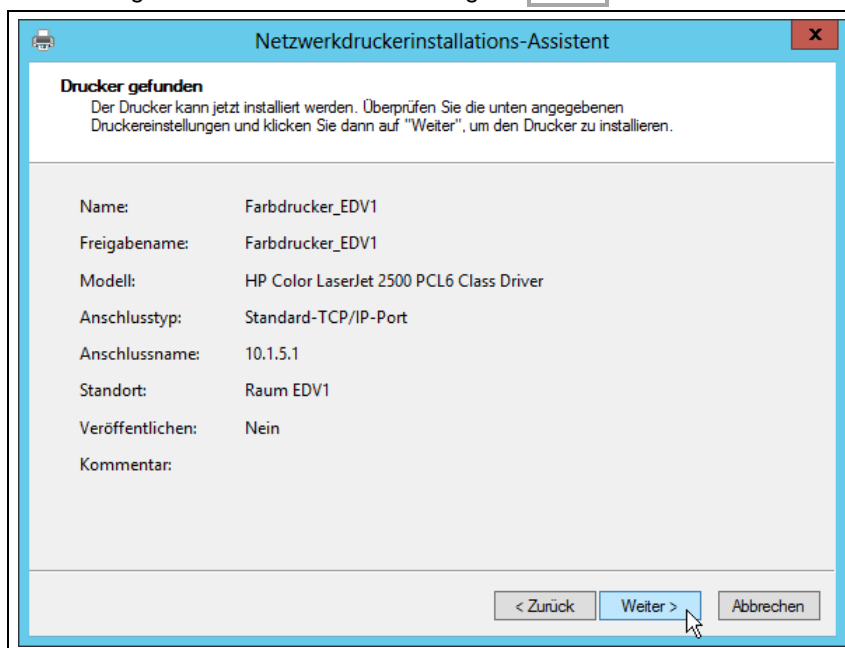 Netzwerkdruckerinstallations-Assistent
x
Drucker gefunden
Der Drucker kann jetzt installiert werden. Überprüfen Sie die unten angegebenen
Druckereinstellungen und klicken Sie dann auf "Weiter", um den Drucker zu installieren.
Name: Farbdrucker_EDV1
Freigabename: Farbdrucker_EDV1
Modell: HP Color LaserJet 2500 PCL6 Class Driver
Anschlusstyp: Standard-TCP/IP-Port
Anschlussname: 10.1.5.1
Standort: Raum EDV1
Veröffentlichen: Nein
Kommentar:
< Zurück Weiter > Abbrechen